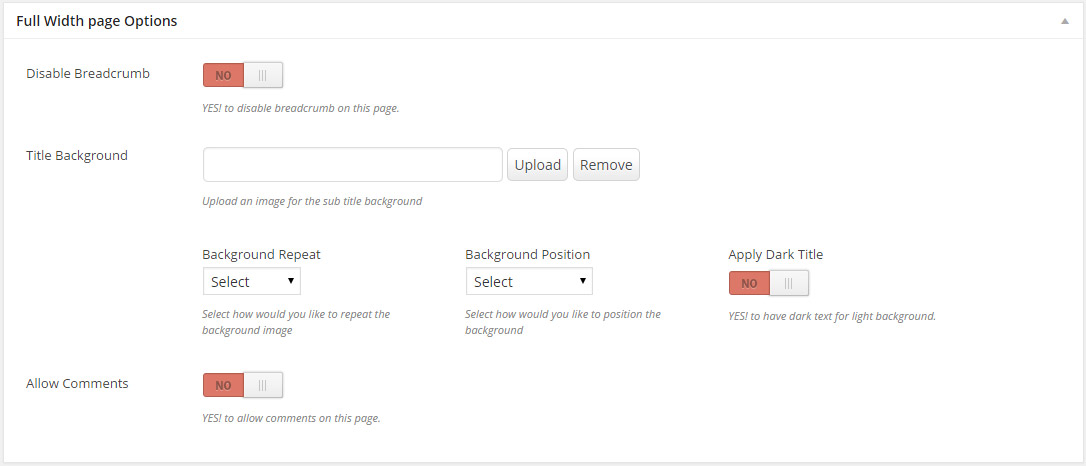 Full Width page Options
Disable Breadcrumb
NO
YES! to disable breadcrumb on this page.
Title Background
Upload
Remove
Upload an image for the sub title background
Background Repeat
Select
Select how would you like to repeat the
background image
Background Position
Select
Select how would you like to position the
background
Apply Dark Title
NO
YES! to have dark text for light background.
Allow Comments
NO
YES! to allow comments on this page.